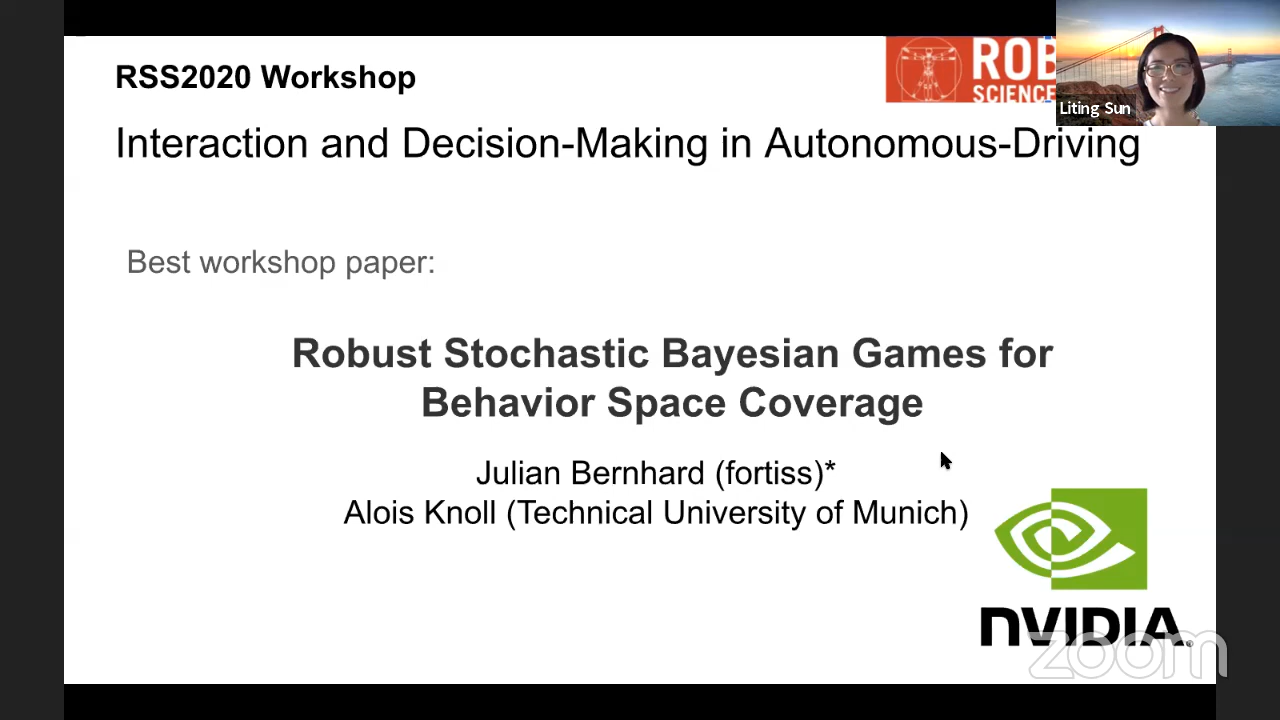 RSS2020 Workshop
ROB
SCIENCE
Liting Sun
Interaction and Decision-Making in Autonomous-Driving
Best workshop paper:
Robust Stochastic Bayesian Games for
Behavior Space Coverage
Julian Bernhard (fortiss)*
Alois Knoll (Technical University of Munich)
NVIDIA
zoom